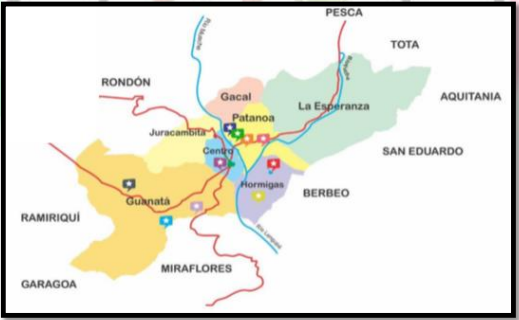 PESCA
TOTA
RONDÓN
Gacal
La Esperanza
AQUITANIA
Patanoa
Juracambita
Centro
SAN EDUARDO
Hormigas
BERBEO
Guanatá
RAMIRIQUÍ
MIRAFLORES
GARAGOA